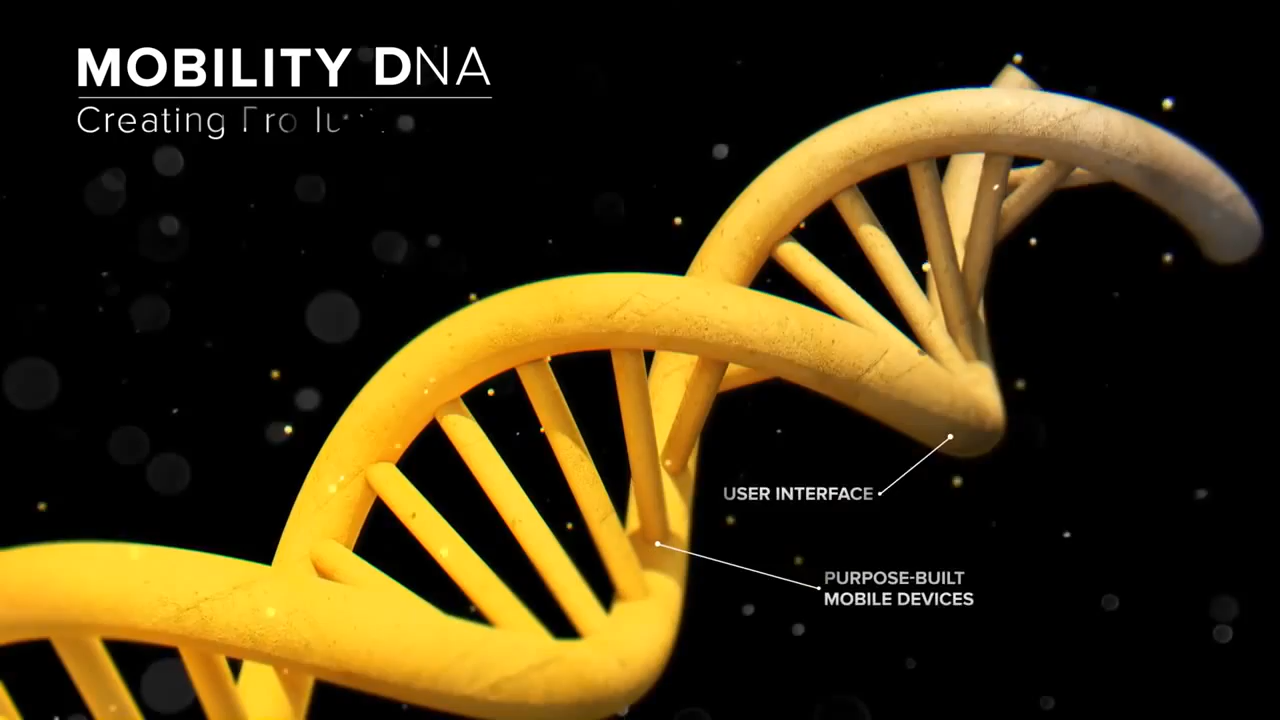 MOBILITY DNA
Creating
USER INTERFACE
PURPOSE-BUILT
MOBILE DEVICES